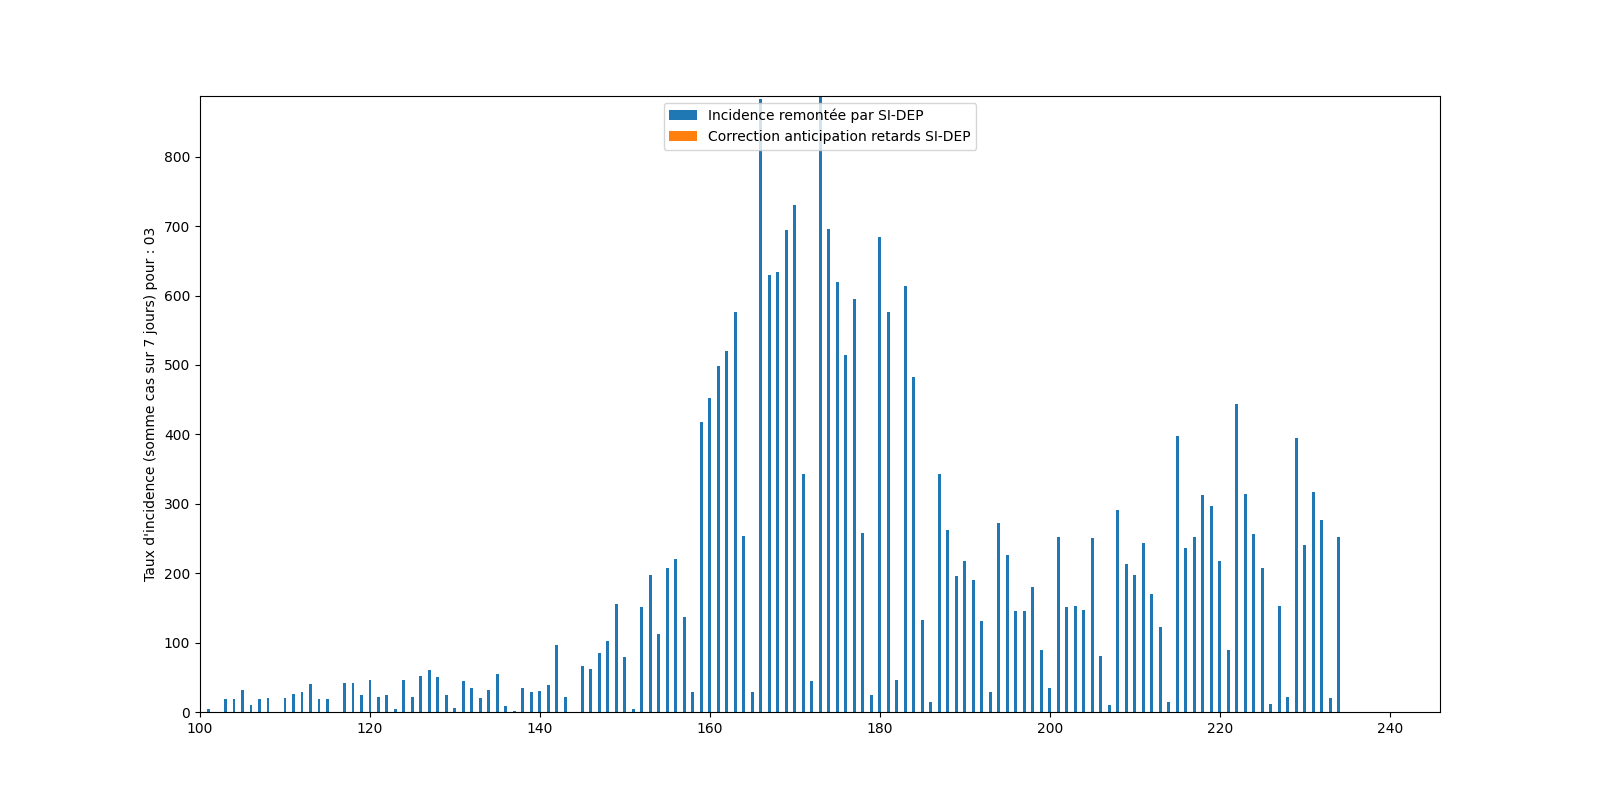 Incidence remontée par SI-DEP
Correction anticipation retards SI-DEP
Taux d'incidence (somme cas sur 7 jours) pour : 03
800
700
600
500
400
300
200
100
0
100 120 140 160 180 200 220 240